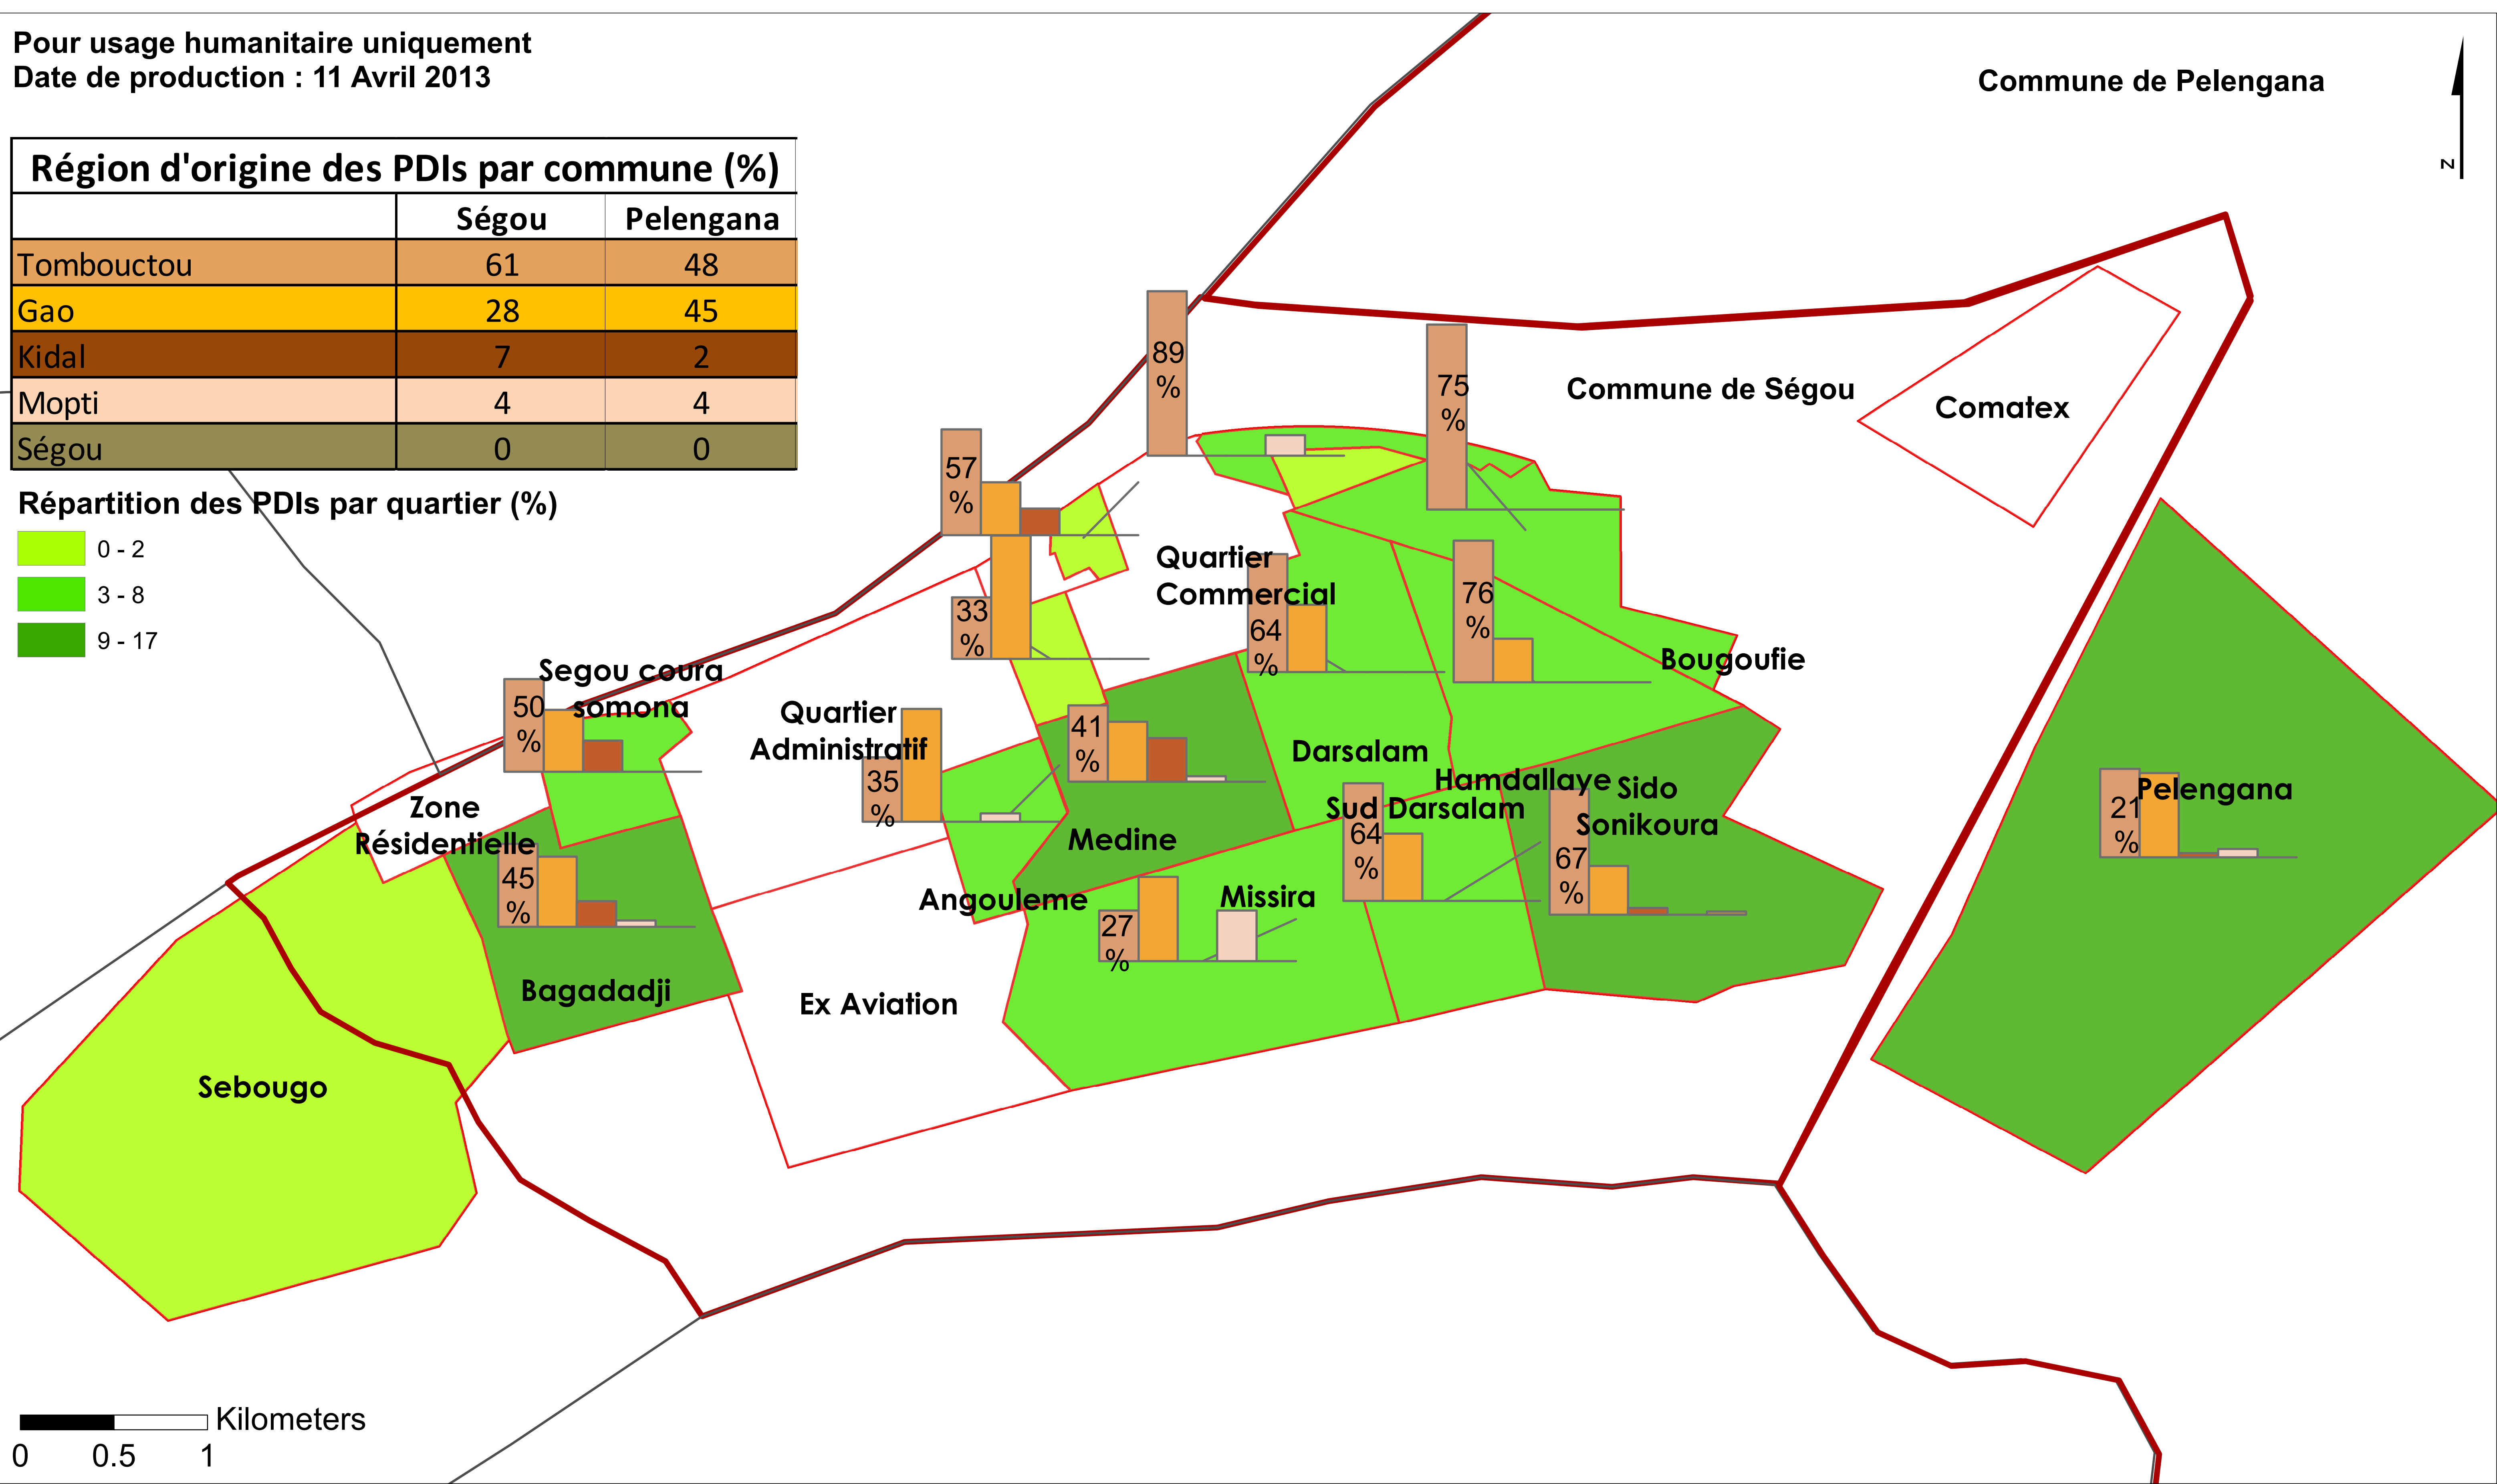 Pour usage humanitaire uniquement
Date de production : 11 Avril 2013
Commune de Pelengana
N
Région d'origine des PDIs par commune (%)
Ségou Pelengana
Tombouctou 61 48
Gao 28 45
Kidal 7 2
Mopti 4 4
Ségou 0 0
Répartition des PDIs par quartier (%)
0 - 2
3 - 8
9 - 17
89
%
75
%
Commune de Ségou
Comatex
57
%
Quartier
Commercial
33
%
64
%
76
%
Bougoufie
Segou coura
somona
50
%
Quartier
Administratif
35
%
41
%
Darsalam
Hamdallaye
Sud Darsalam
Sido
Sonikoura
Pelengana
21
%
Zone
Résidentielle
45
%
Medine
64
%
67
%
Angouleme
Missira
27
%
Bagadadji
Ex Aviation
Sebougo
Kilometers
0 0.5 1